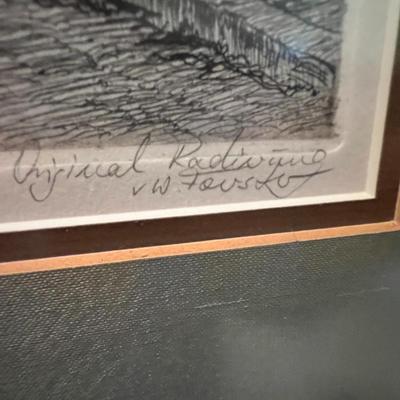 Original Radierung
v W.